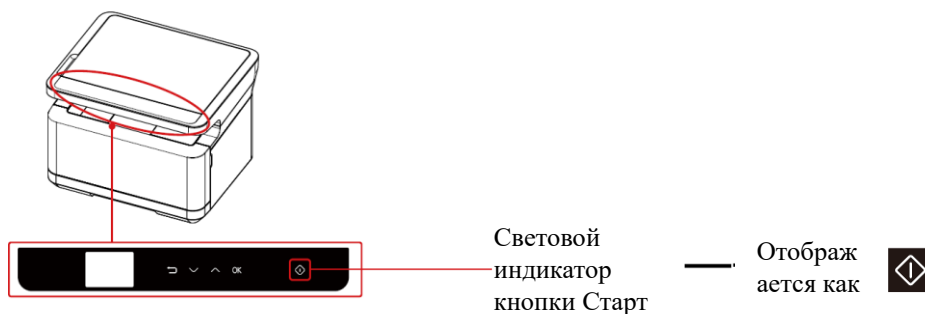 OK
Световой
индикатор
кнопки Старт
Отображ
ается как